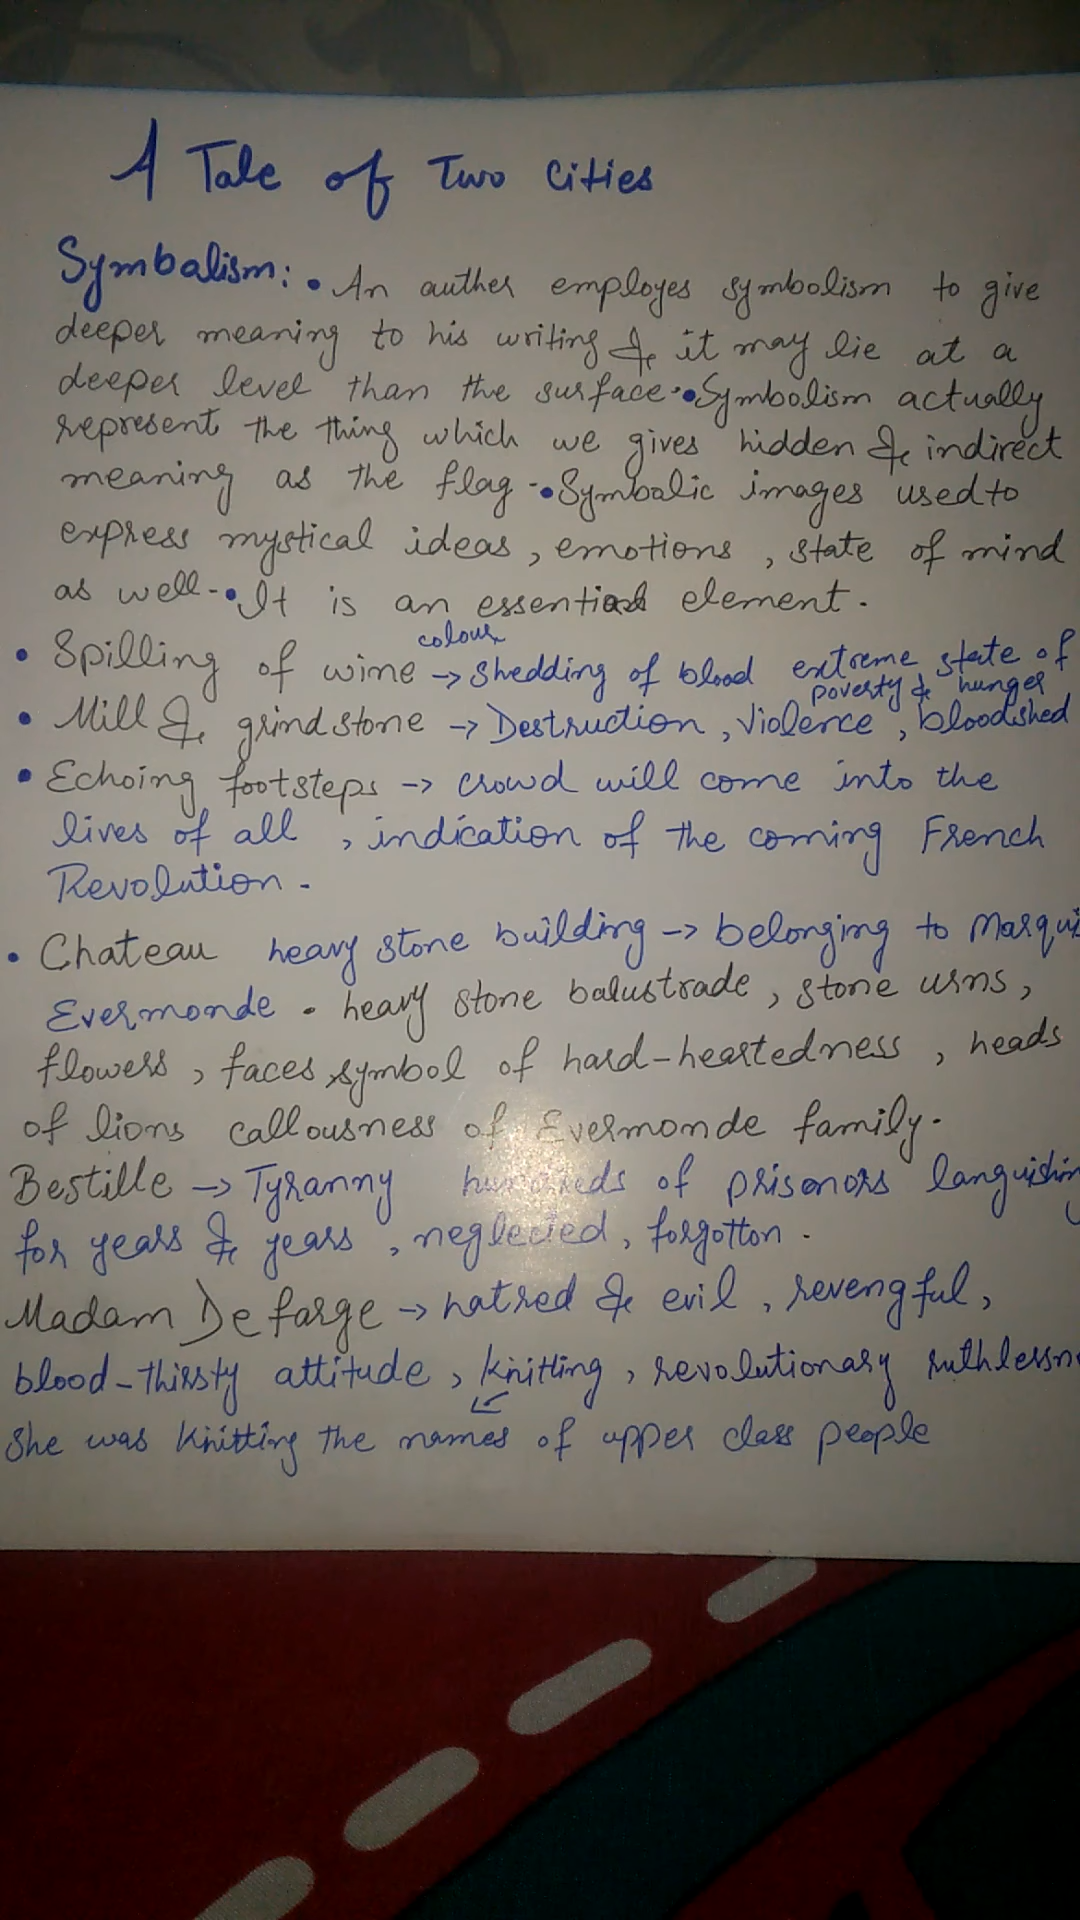 A Tale of Two Cities
Symbalism: • An auther employes symbolism to give
deeper meaning to his writing & it may lie at a
deeper level than the surface. • Symbolism actually
represent the thing which we gives hidden & indirect
meaning as the flag - • Symbalic images used to
express mystical ideas, emotions, state of mind
as well - • It is an essential element.
• Spilling of wine colour → shedding of blood extreme state of
poverty & hunger
• Mill & grindstone → Destruction, violence, bloodshed
• Echoing footsteps → crowd will come into the
lives of all, indication of the coming French
Revolution -
• Chateau heavy stone building → belonging to Marqui
Evermonde . heavy stone balustrade, stone urns,
flowers, faces symbol of hard-heartedness, heads
of lions callousness of Evermonde family.
Bestille → Tyranny hundreds of prisonors languishin
for years & years, neglected, forgotton.
Madam Defarge → hatred & evil, revengful,
blood-thirsty attitude, knitting, revolutionary ruthlessn
She was knitting the names of upper class people